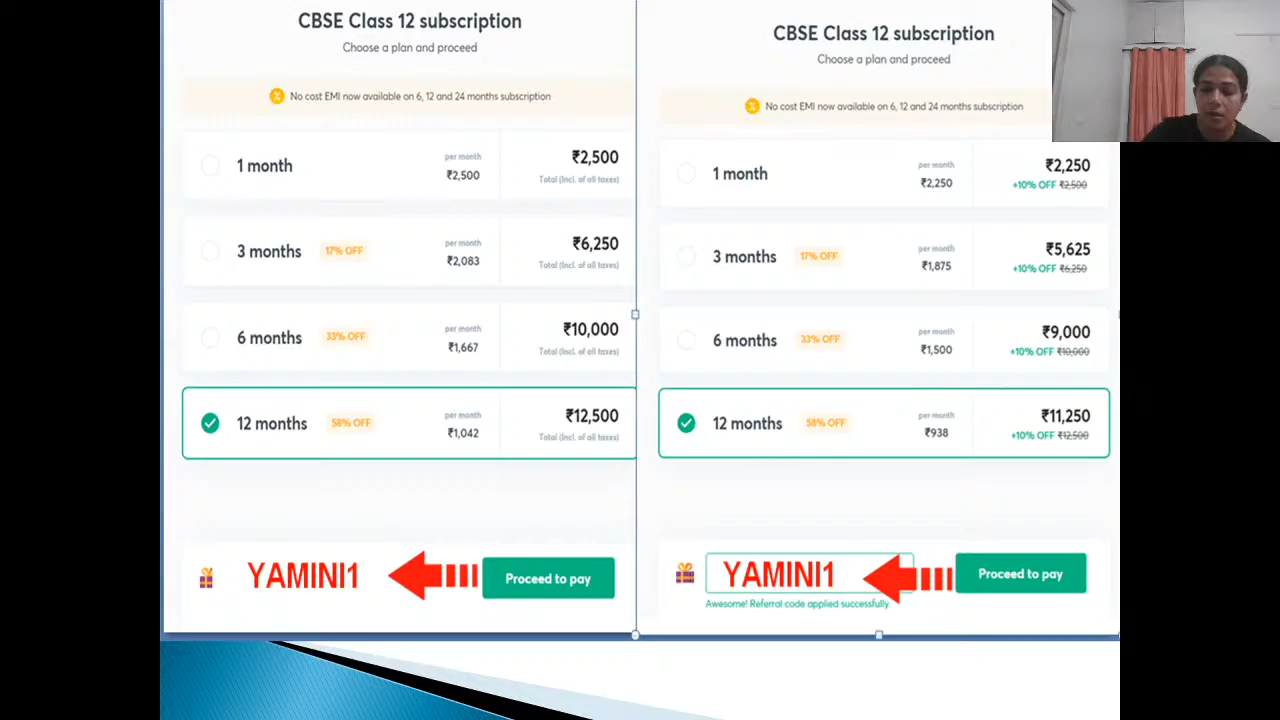 CBSE Class 12 subscription
Choose a plan and proceed
No cost EMI now available on 6, 12 and 24 months subscription
1 month
per month
₹2,500
₹2,500
Total (Incl. of all taxes)
3 months
17% OFF
per month
₹2,083
₹6,250
Total (Incl. of all taxes)
6 months
33% OFF
per month
₹1,667
₹10,000
Total (Incl. of all taxes)
12 months
58% OFF
per month
₹1,042
₹12,500
Total (Incl. of all taxes)
YAMINI1
Proceed to pay
CBSE Class 12 subscription
Choose a plan and proceed
No cost EMI now available on 6, 12 and 24 months subscription
1 month
per month
₹2,250
₹2,250
+10% OFF ₹2,500
3 months
17% OFF
per month
₹1,875
₹5,625
+10% OFF ₹6,250
6 months
33% OFF
per month
₹1,500
₹9,000
+10% OFF ₹10,000
12 months
58% OFF
per month
₹938
₹11,250
+10% OFF ₹12,500
YAMINI1
Proceed to pay
Awesome! Referral code applied successfully